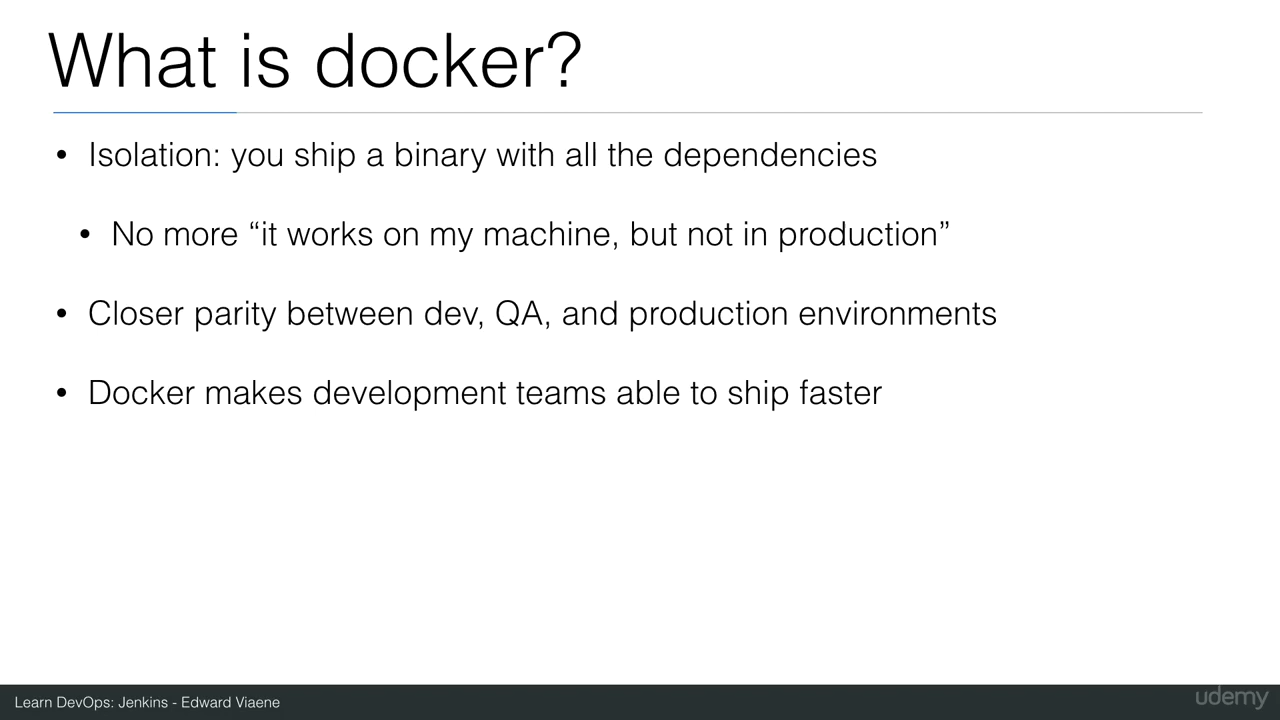 What is docker?
• Isolation: you ship a binary with all the dependencies
• No more “it works on my machine, but not in production”
• Closer parity between dev, QA, and production environments
• Docker makes development teams able to ship faster
Learn DevOps: Jenkins - Edward Viaene
udemy